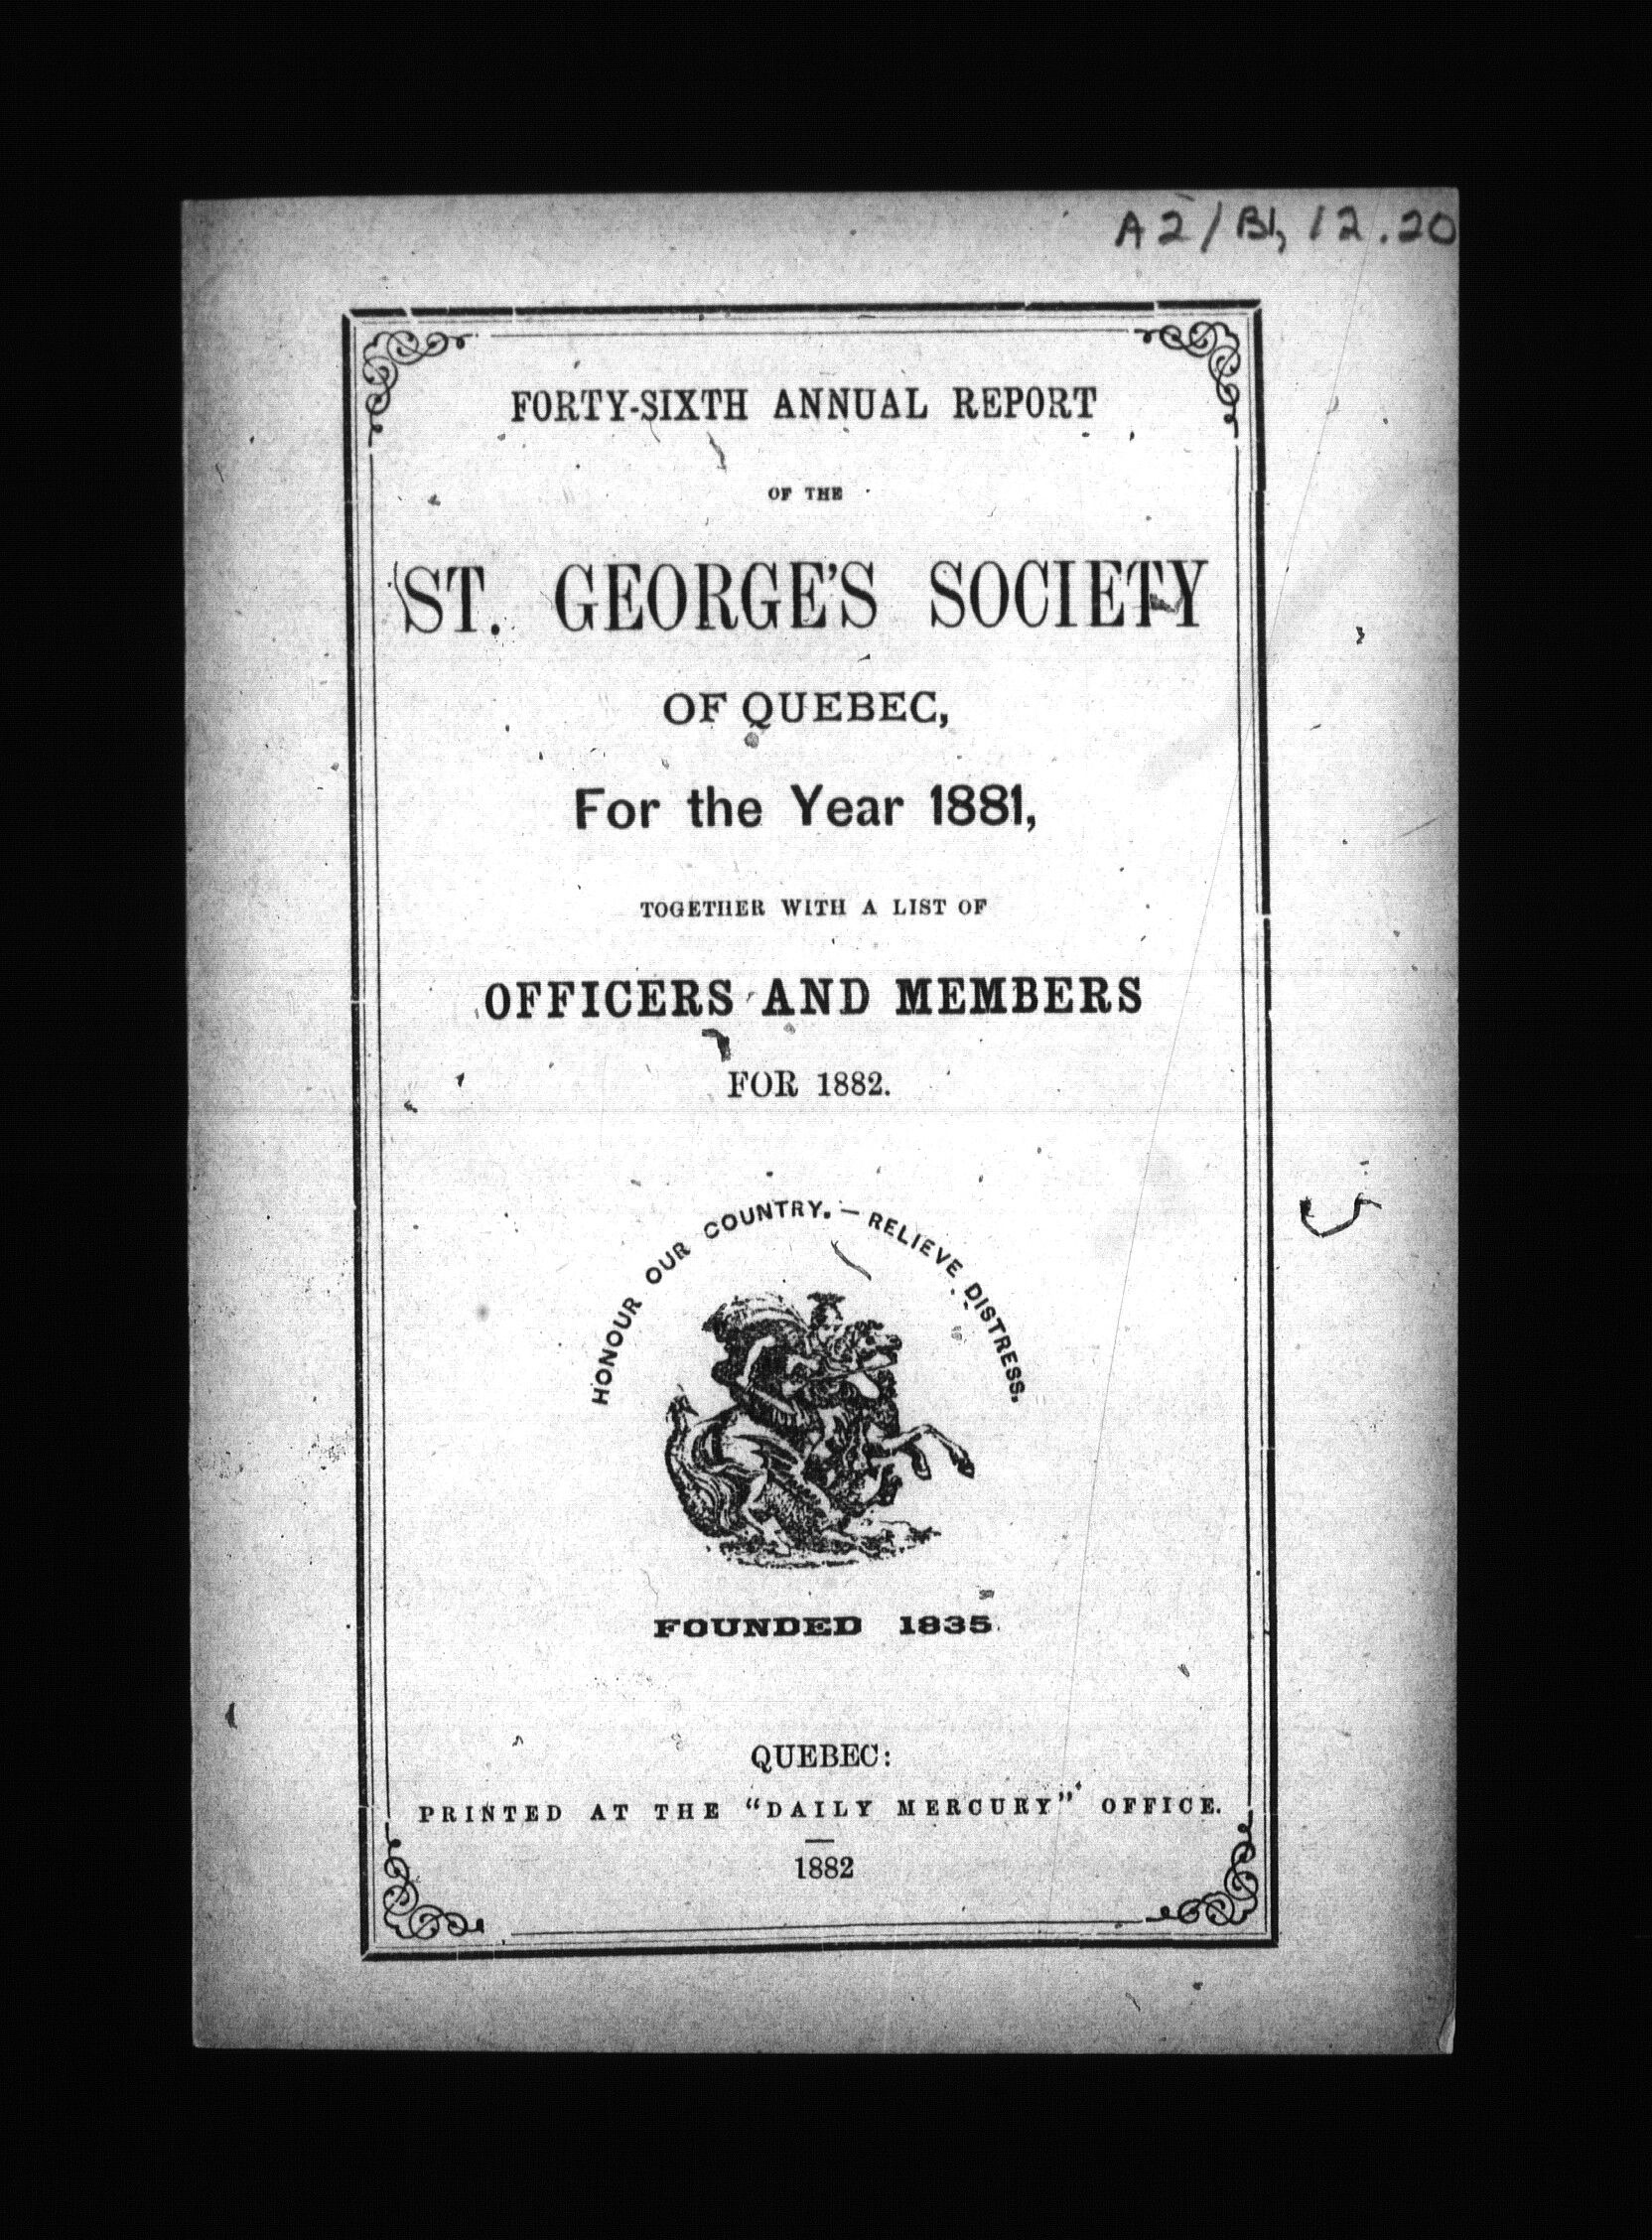 A2/B1, 12.20
FORTY-SIXTH ANNUAL REPORT
OF THE
ST. GEORGE'S SOCIETY
OF QUEBEC,
For the Year 1881,
TOGETHER WITH A LIST OF
OFFICERS AND MEMBERS
FOR 1882.
HONOUR OUR COUNTRY. — RELIEVE DISTRESS.
FOUNDED 1835.
QUEBEC:
PRINTED AT THE "DAILY MERCURY" OFFICE.
1882